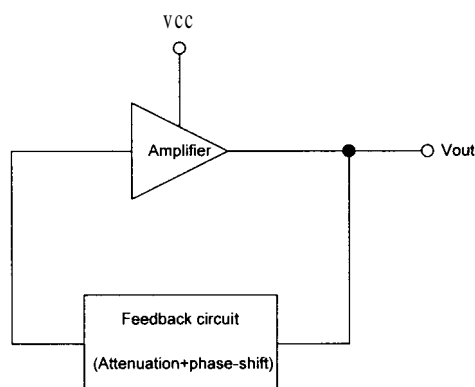 VCC
Amplifier
Vout
Feedback circuit
(Attenuation+phase-shift)